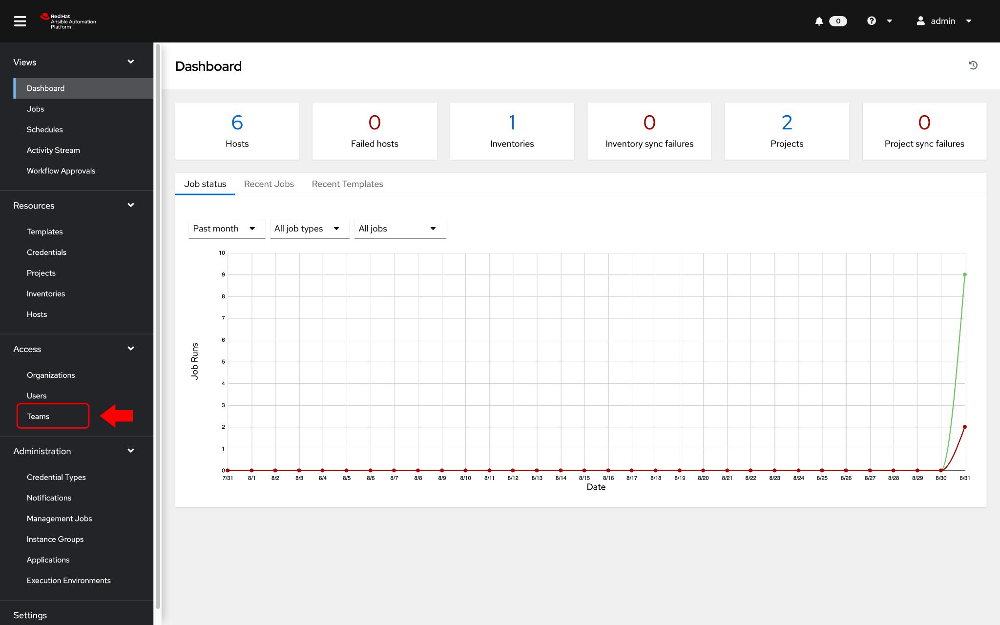 Red Hat
Ansible Automation
Platform
0
admin
Views
Dashboard
Jobs
Schedules
Activity Stream
Workflow Approvals
Resources
Templates
Credentials
Projects
Inventories
Hosts
Access
Organizations
Users
Teams
Administration
Credential Types
Notifications
Management Jobs
Instance Groups
Applications
Execution Environments
Settings
Dashboard
6
Hosts
0
Failed hosts
1
Inventories
0
Inventory sync failures
2
Projects
0
Project sync failures
Job status Recent Jobs Recent Templates
Past month All job types All jobs
Job Runs
10
9
8
7
6
5
4
3
2
1
0
7/31 8/1 8/2 8/3 8/4 8/5 8/6 8/7 8/8 8/9 8/10 8/11 8/12 8/13 8/14 8/15 8/16 8/17 8/18 8/19 8/20 8/21 8/22 8/23 8/24 8/25 8/26 8/27 8/28 8/29 8/30 8/31
Date